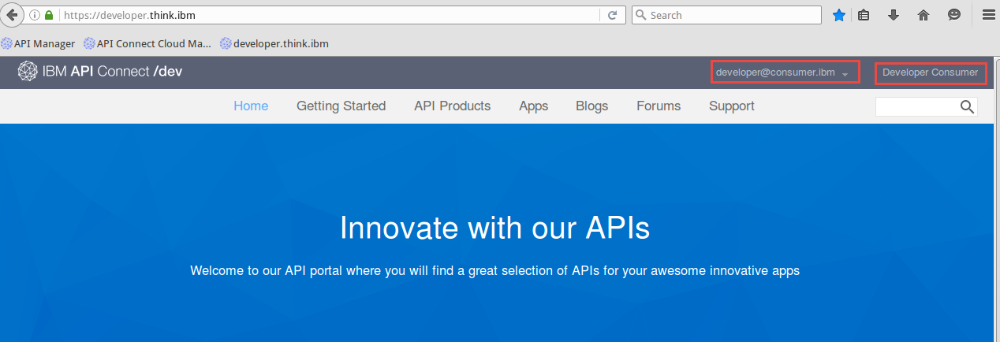 https://developer.think.ibm Search
API Manager API Connect Cloud Ma... developer.think.ibm
IBM API Connect /dev developer@consumer.ibm Developer Consumer
Home Getting Started API Products Apps Blogs Forums Support
Innovate with our APIs
Welcome to our API portal where you will find a great selection of APIs for your awesome innovative apps